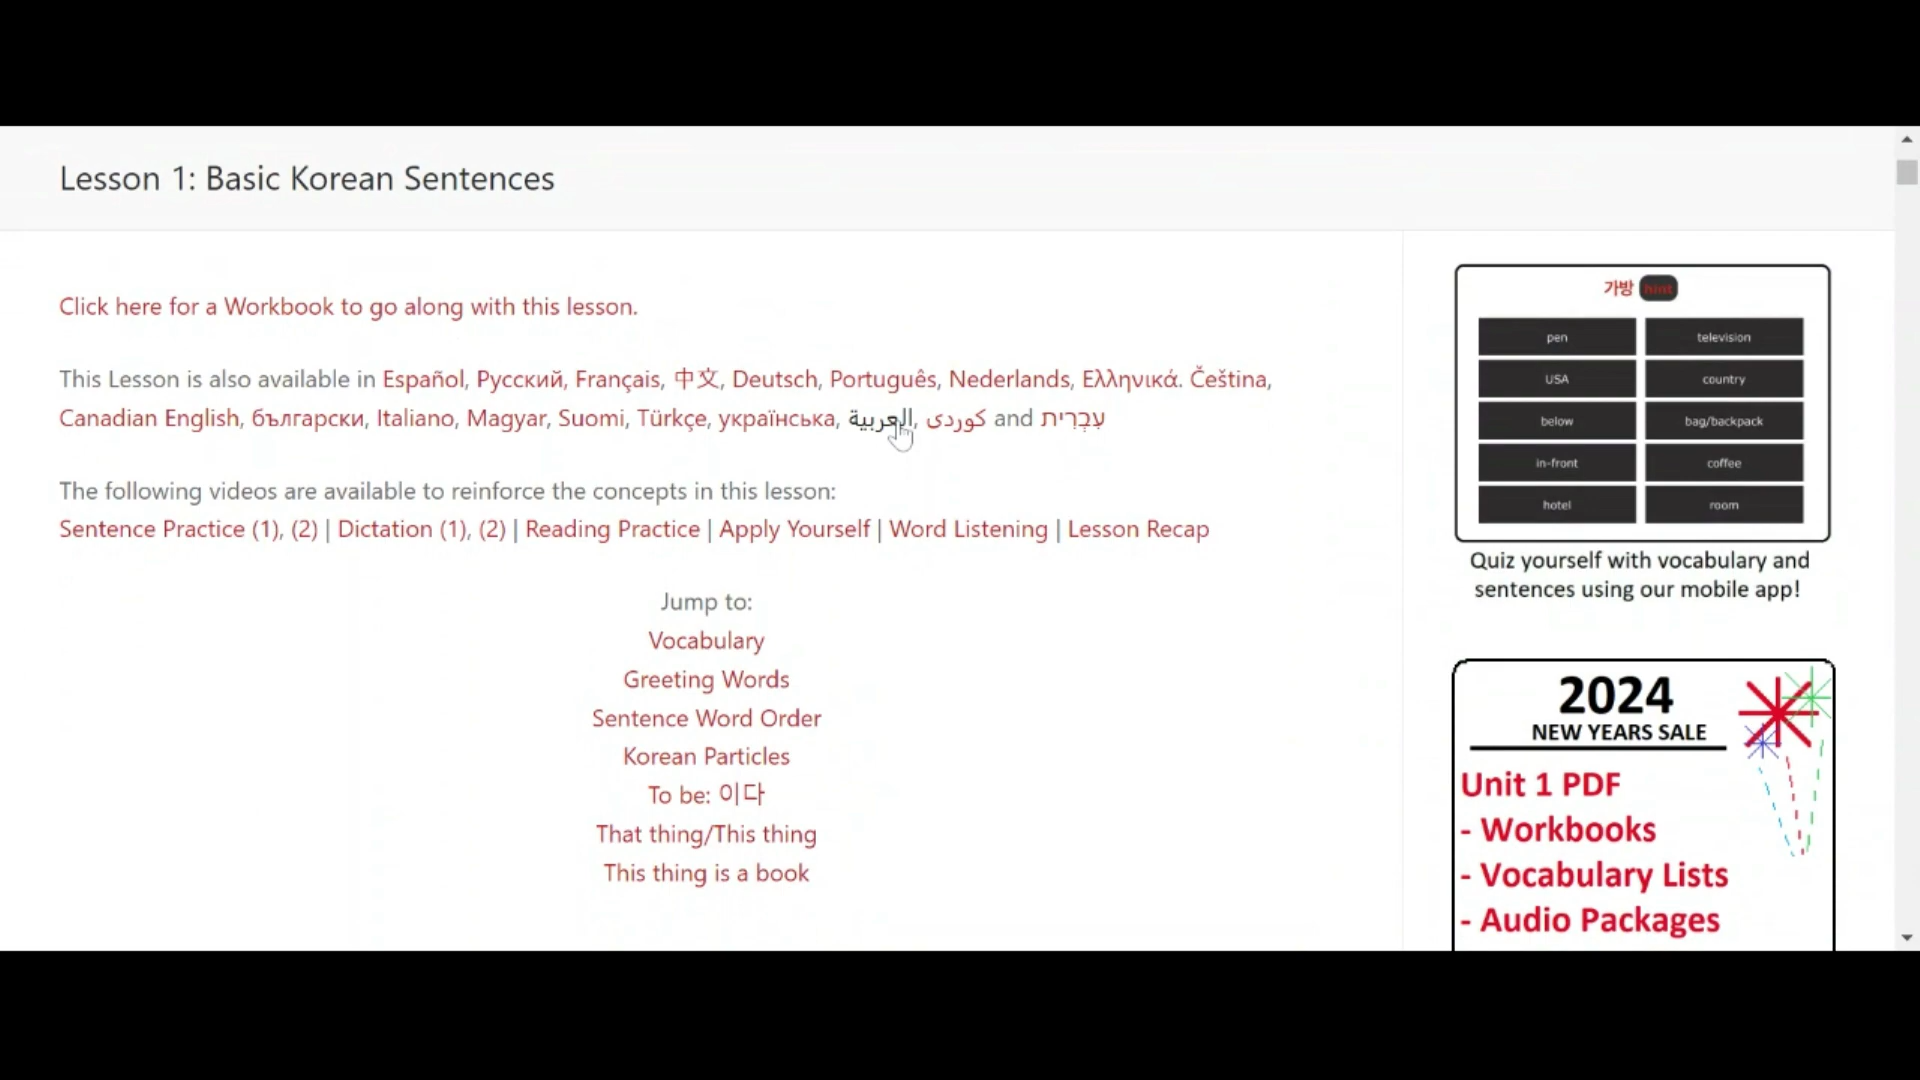 Lesson 1: Basic Korean Sentences
Click here for a Workbook to go along with this lesson.
This Lesson is also available in Español, Русский, Français, 中文, Deutsch, Português, Nederlands, Ελληνικά. Čeština,
Canadian English, български, Italiano, Magyar, Suomi, Türkçe, українська, العربية, كوردی and עִבְרִית
The following videos are available to reinforce the concepts in this lesson:
Sentence Practice (1), (2) | Dictation (1), (2) | Reading Practice | Apply Yourself | Word Listening | Lesson Recap
Jump to:
Vocabulary
Greeting Words
Sentence Word Order
Korean Particles
To be: 이다
That thing/This thing
This thing is a book
가방 hint
pen television
USA country
below bag/backpack
in-front coffee
hotel room
Quiz yourself with vocabulary and
sentences using our mobile app!
2024
NEW YEARS SALE
Unit 1 PDF
- Workbooks
- Vocabulary Lists
- Audio Packages